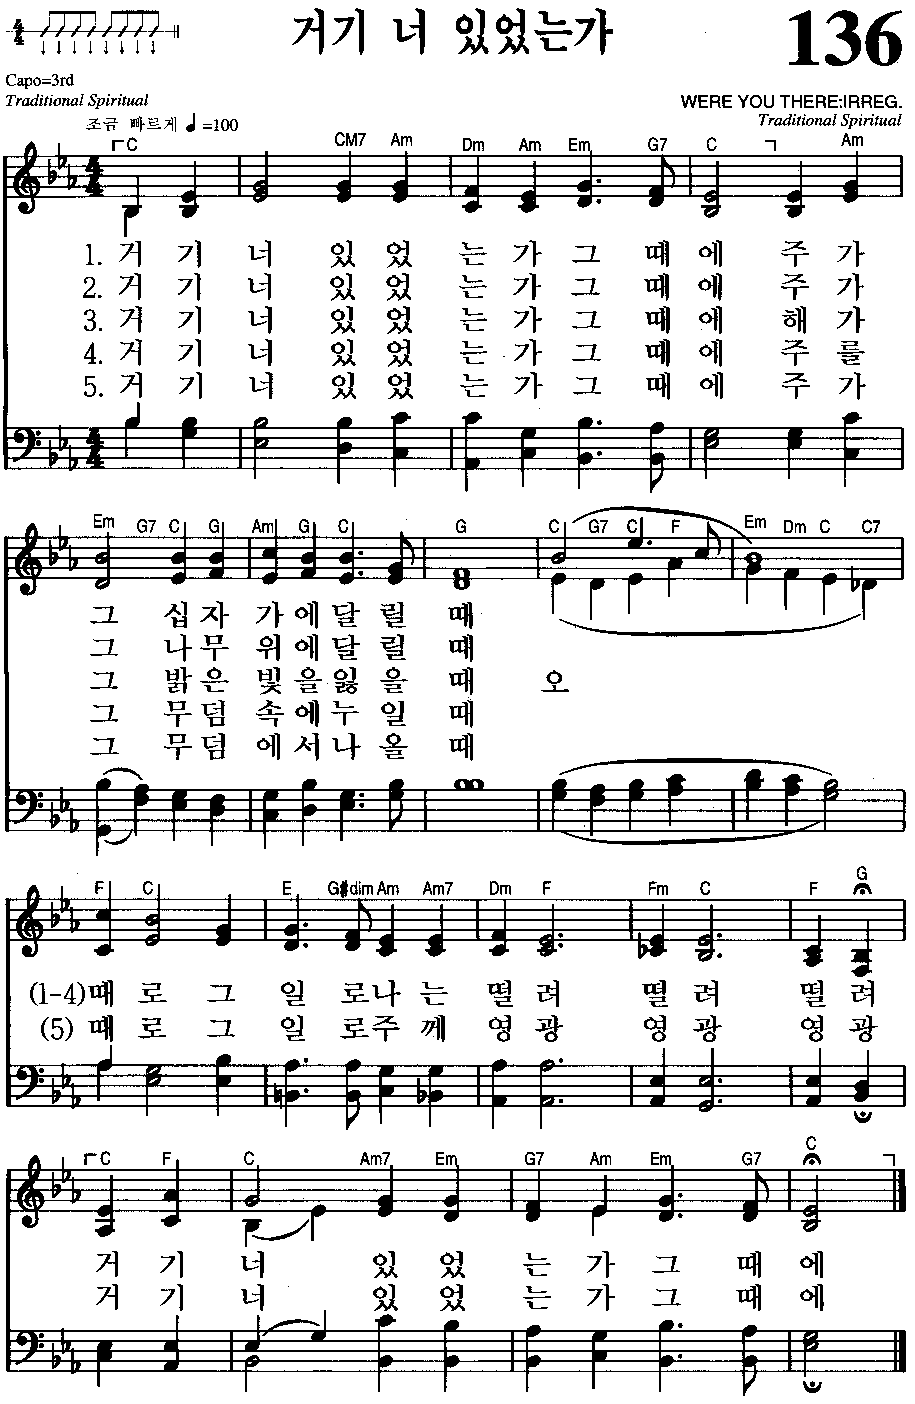 4/4 거기 너 있었는가 136
Capo=3rd
Traditional Spiritual
WERE YOU THERE:IRREG.
조금 빠르게 ♩=100
Traditional Spiritual
C CM7 Am Dm Am Em G7 C Am
1. 거 기 너 있 었 는 가 그 때 에 주 가
2. 거 기 너 있 었 는 가 그 때 에 주 가
3. 거 기 너 있 었 는 가 그 때 에 해 가
4. 거 기 너 있 었 는 가 그 때 에 주 를
5. 거 기 너 있 었 는 가 그 때 에 주 가
Em G7 C G Am G C G C G7 C F Em Dm C C7
그 십 자 가 에 달 릴 때
그 나 무 위 에 달 릴 때
그 밝 은 빛 을 잃 을 때 오
그 무 덤 속 에 누 일 때
그 무 덤 에 서 나 올 때
F C E G#dim Am Am7 Dm F Fm C F G
(1-4) 때 로 그 일 로 나 는 떨 려 떨 려 떨 려
(5) 때 로 그 일 로 주 께 영 광 영 광 영 광
C F C Am7 Em G7 Am Em G7 C
거 기 너 있 었 는 가 그 때 에
거 기 너 있 었 는 가 그 때 에